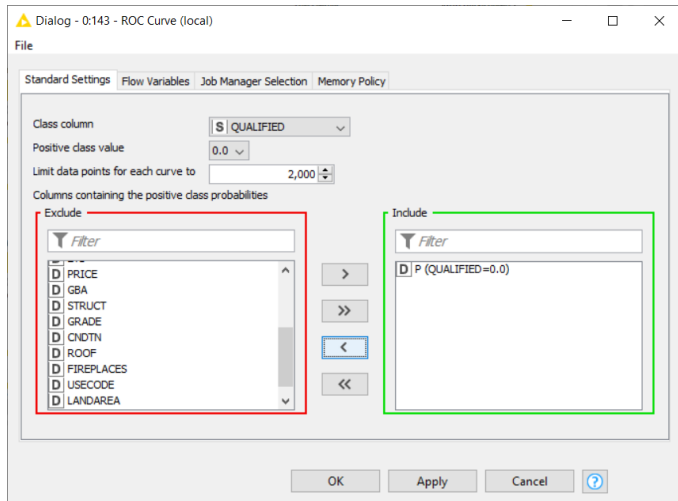 Dialog - 0:143 - ROC Curve (local)
File
Standard Settings Flow Variables Job Manager Selection Memory Policy
Class column
S QUALIFIED
Positive class value
0.0
Limit data points for each curve to
2,000
Columns containing the positive class probabilities
Exclude
Filter
D PRICE
D GBA
D STRUCT
D GRADE
D CNDTN
D ROOF
D FIREPLACES
D USECODE
D LANDAREA
>
>>
<
<<
Include
Filter
D P (QUALIFIED=0.0)
OK Apply Cancel ?